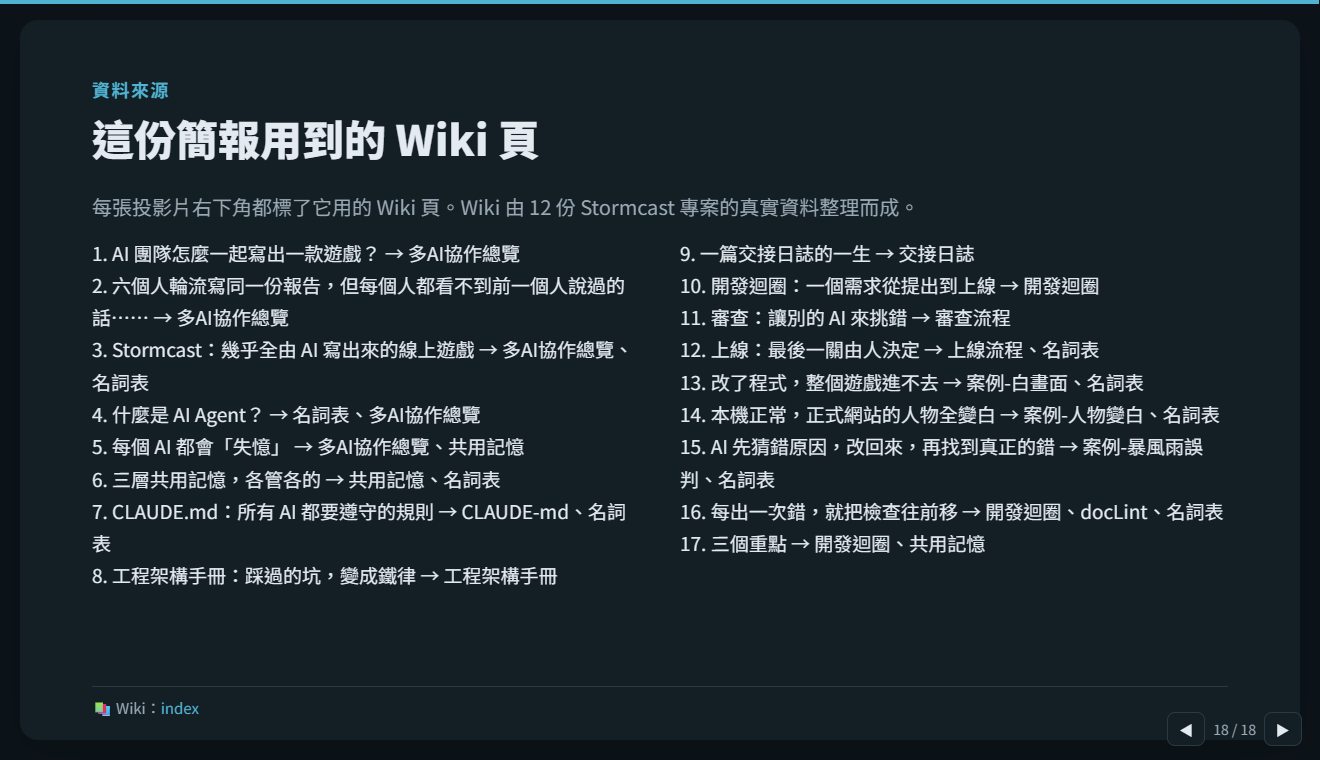 資料來源
這份簡報用到的 Wiki 頁
每張投影片右下角都標了它用的 Wiki 頁。Wiki 由 12 份 Stormcast 專案的真實資料整理而成。
1. AI 團隊怎麼一起寫出一款遊戲？ → 多AI協作總覽
2. 六個人輪流寫同一份報告，但每個人都看不到前一個人說過的
話⋯⋯ → 多AI協作總覽
3. Stormcast：幾乎全由 AI 寫出來的線上遊戲 → 多AI協作總覽、
名詞表
4. 什麼是 AI Agent？ → 名詞表、多AI協作總覽
5. 每個 AI 都會「失憶」 → 多AI協作總覽、共用記憶
6. 三層共用記憶，各管各的 → 共用記憶、名詞表
7. CLAUDE.md：所有 AI 都要遵守的規則 → CLAUDE-md、名詞
表
8. 工程架構手冊：踩過的坑，變成鐵律 → 工程架構手冊
9. 一篇交接日誌的一生 → 交接日誌
10. 開發迴圈：一個需求從提出到上線 → 開發迴圈
11. 審查：讓別的 AI 來挑錯 → 審查流程
12. 上線：最後一關由人決定 → 上線流程、名詞表
13. 改了程式，整個遊戲進不去 → 案例-白畫面、名詞表
14. 本機正常，正式網站的人物全變白 → 案例-人物變白、名詞表
15. AI 先猜錯原因，改回來，再找到真正的錯 → 案例-暴風雨誤
判、名詞表
16. 每出一次錯，就把檢查往前移 → 開發迴圈、docLint、名詞表
17. 三個重點 → 開發迴圈、共用記憶
Wiki：index
18 / 18